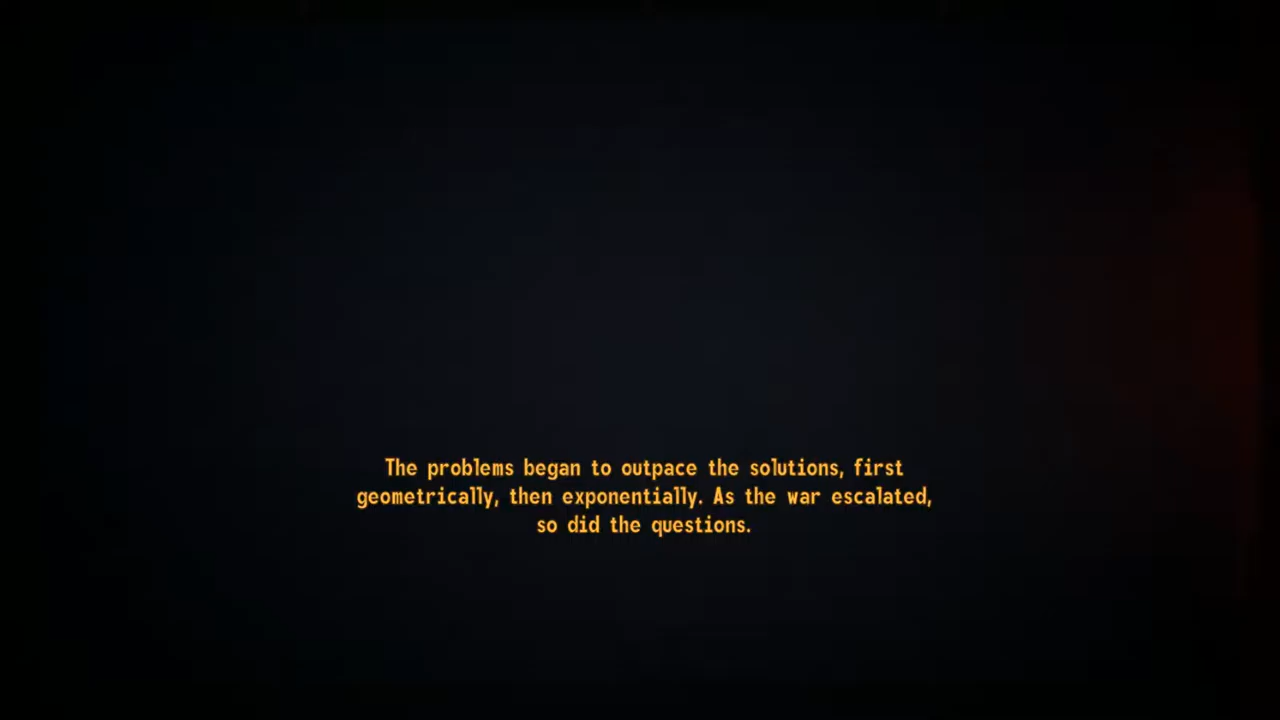 The problems began to outpace the solutions, first
geometrically, then exponentially. As the war escalated,
so did the questions.